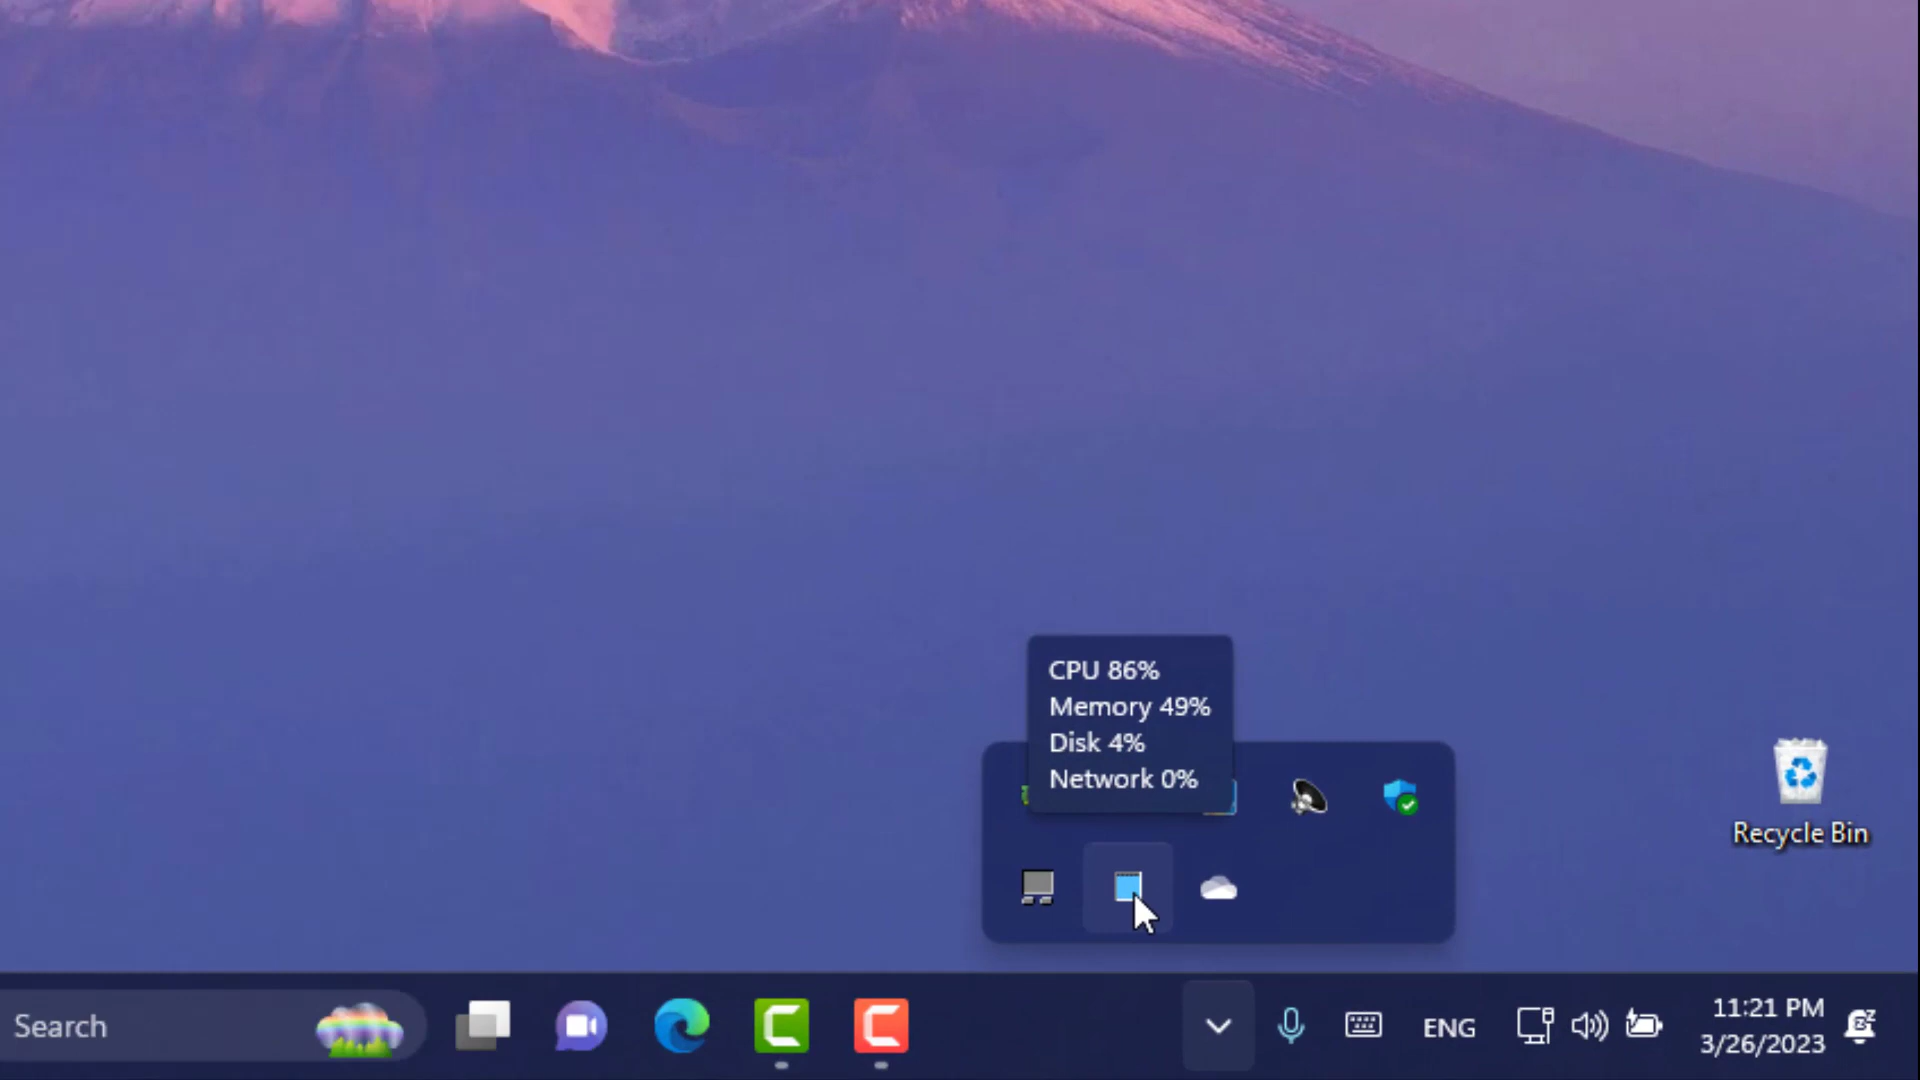 CPU 86%
Memory 49%
Disk 4%
Network 0%
Recycle Bin
Search
ENG
11:21 PM
3/26/2023